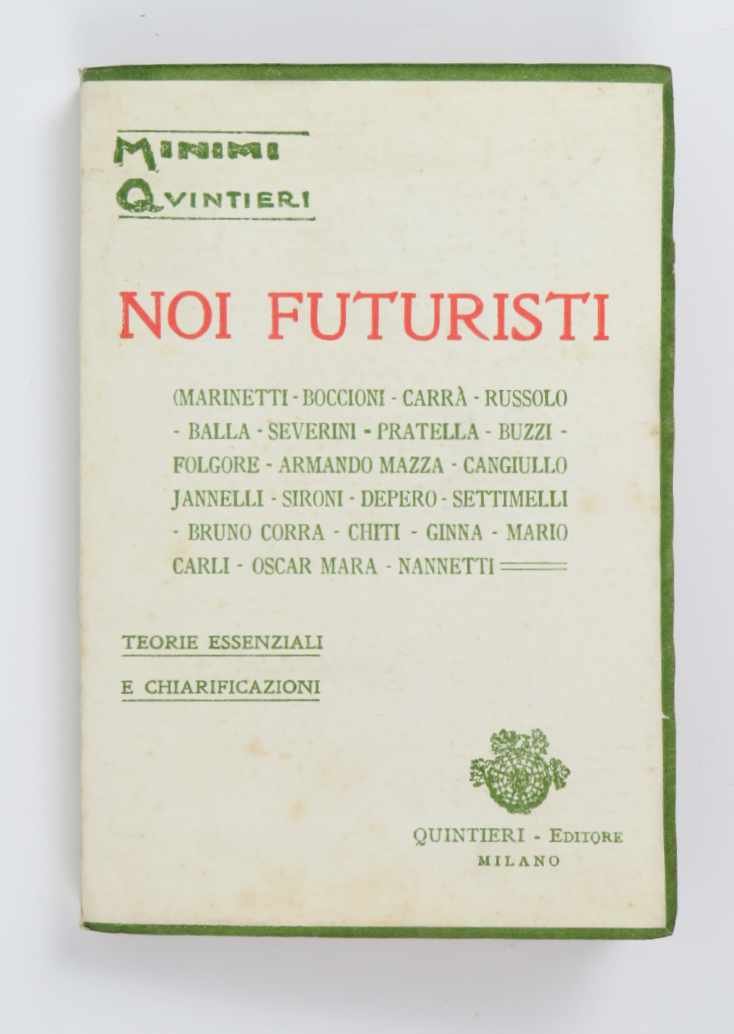 MINIMI
QVINTIERI
NOI FUTURISTI
(MARINETTI - BOCCIONI - CARRÀ - RUSSOLO
- BALLA - SEVERINI - PRATELLA - BUZZI -
FOLGORE - ARMANDO MAZZA - CANGIULLO
JANNELLI - SIRONI - DEPERO - SETTIMELLI
- BRUNO CORRA - CHITI - GINNA - MARIO
CARLI - OSCAR MARA - NANNETTI
TEORIE ESSENZIALI
E CHIARIFICAZIONI
QUINTIERI - EDITORE
MILANO